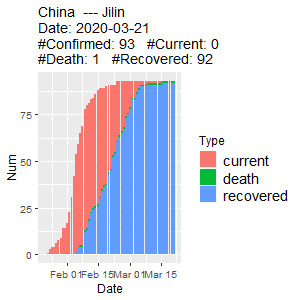 China --- Jilin
Date: 2020-03-21
#Confirmed: 93 #Current: 0
#Death: 1 #Recovered: 92
Num
75
50
25
0
Feb 01 Feb 15 Mar 01 Mar 15
Date
Type
current
death
recovered